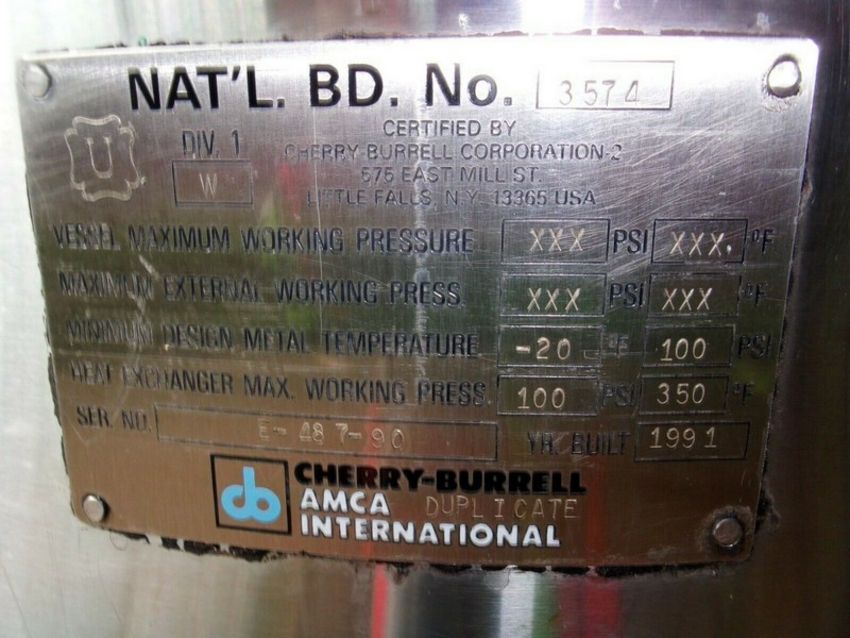 NAT'L. BD. No. 3574
U DIV. 1
W
CERTIFIED BY
CHERRY-BURRELL CORPORATION-2
575 EAST MILL ST.
LITTLE FALLS, N.Y. 13365 USA
VESSEL MAXIMUM WORKING PRESSURE XXX PSI XXX. °F
MAXIMUM EXTERNAL WORKING PRESS. XXX PSI XXX °F
MINIMUM DESIGN METAL TEMPERATURE -20 °F 100 PSI
HEAT EXCHANGER MAX. WORKING PRESS. 100 PSI 350 °F
SER. NO. E-487-90 YR. BUILT 1991
cb CHERRY-BURRELL
AMCA DUPLICATE
INTERNATIONAL